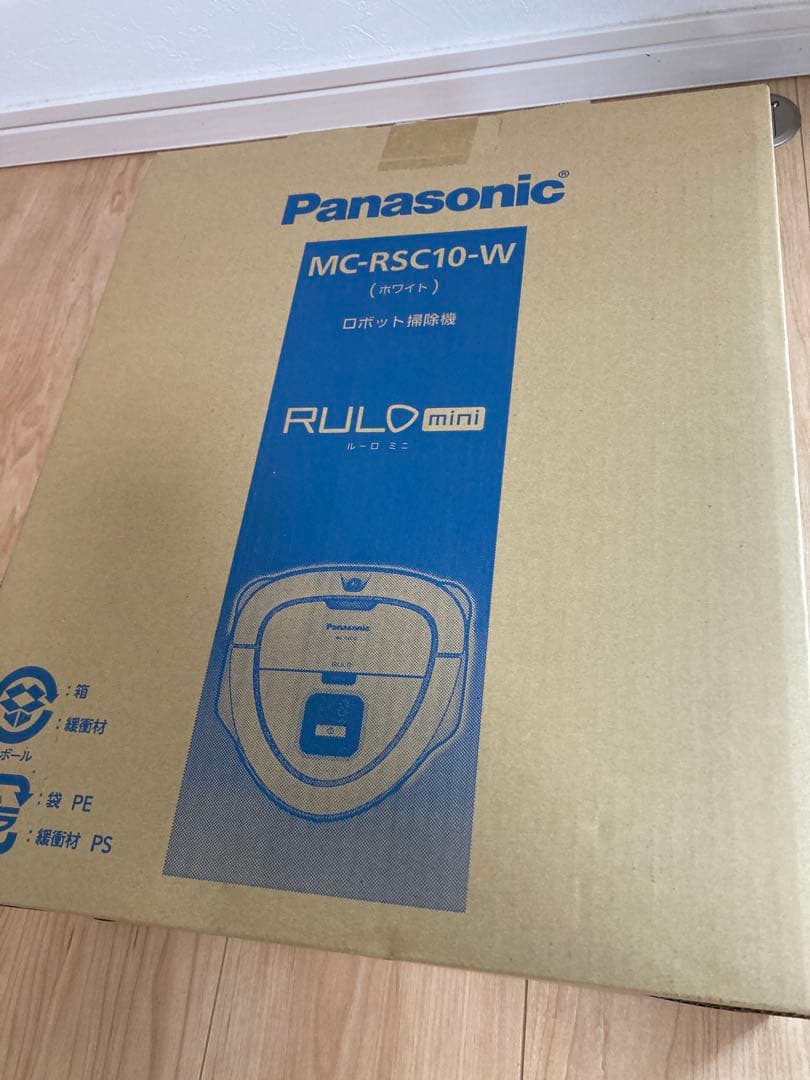 Panasonic®
MC-RSC10-W
(ホワイト)
ロボット掃除機
RULO mini
ルーロ ミニ
Panasonic
RULO
:箱
:緩衝材
ボール
:袋 PE
:緩衝材 PS